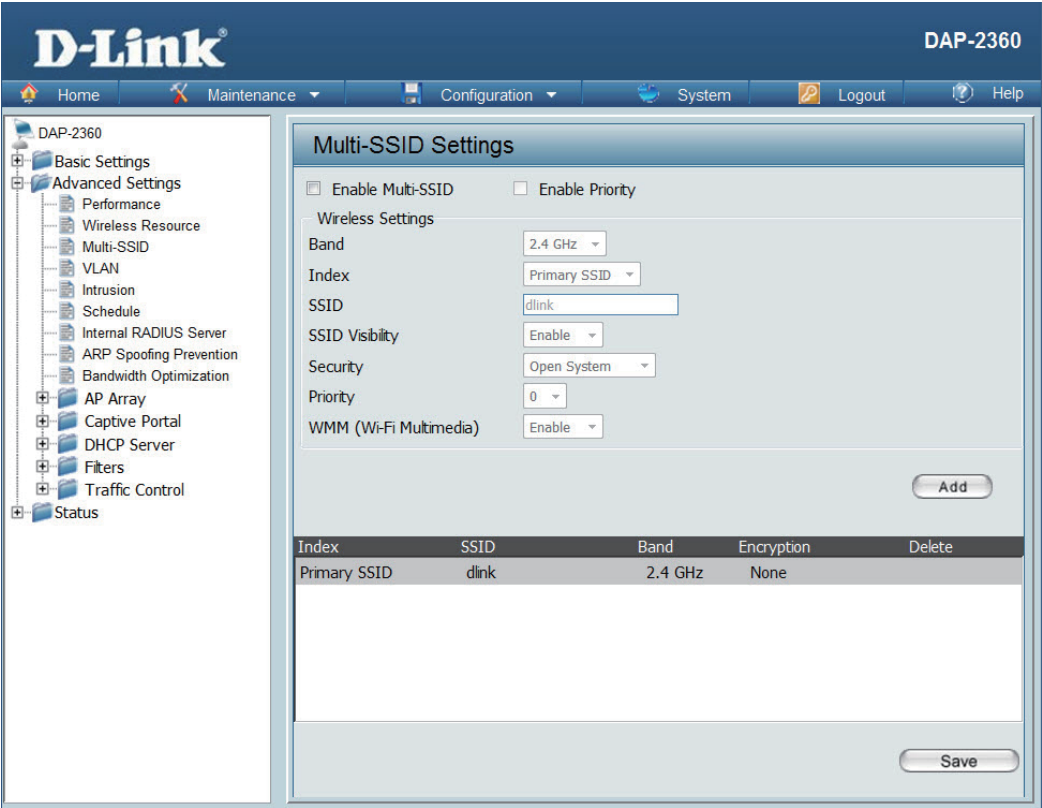 D-Link®
DAP-2360
Home Maintenance Configuration System Logout Help
DAP-2360
Basic Settings
Advanced Settings
Performance
Wireless Resource
Multi-SSID
VLAN
Intrusion
Schedule
Internal RADIUS Server
ARP Spoofing Prevention
Bandwidth Optimization
AP Array
Captive Portal
DHCP Server
Filters
Traffic Control
Status
Multi-SSID Settings
Enable Multi-SSID Enable Priority
Wireless Settings
Band 2.4 GHz
Index Primary SSID
SSID dlink
SSID Visibility Enable
Security Open System
Priority 0
WMM (Wi-Fi Multimedia) Enable
Add
Index SSID Band Encryption Delete
Primary SSID dlink 2.4 GHz None
Save